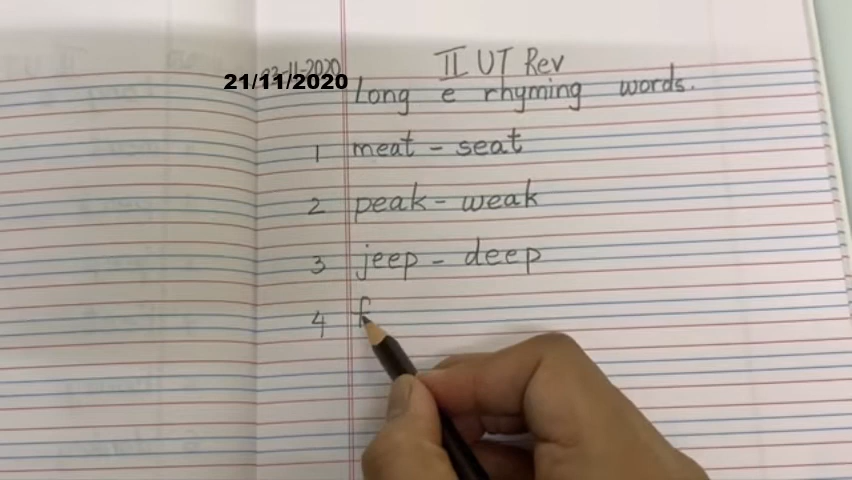 II UT Rev
21/11/2020
Long e rhyming words.
1 meat - seat
2 peak - weak
3 jeep - deep
4 f